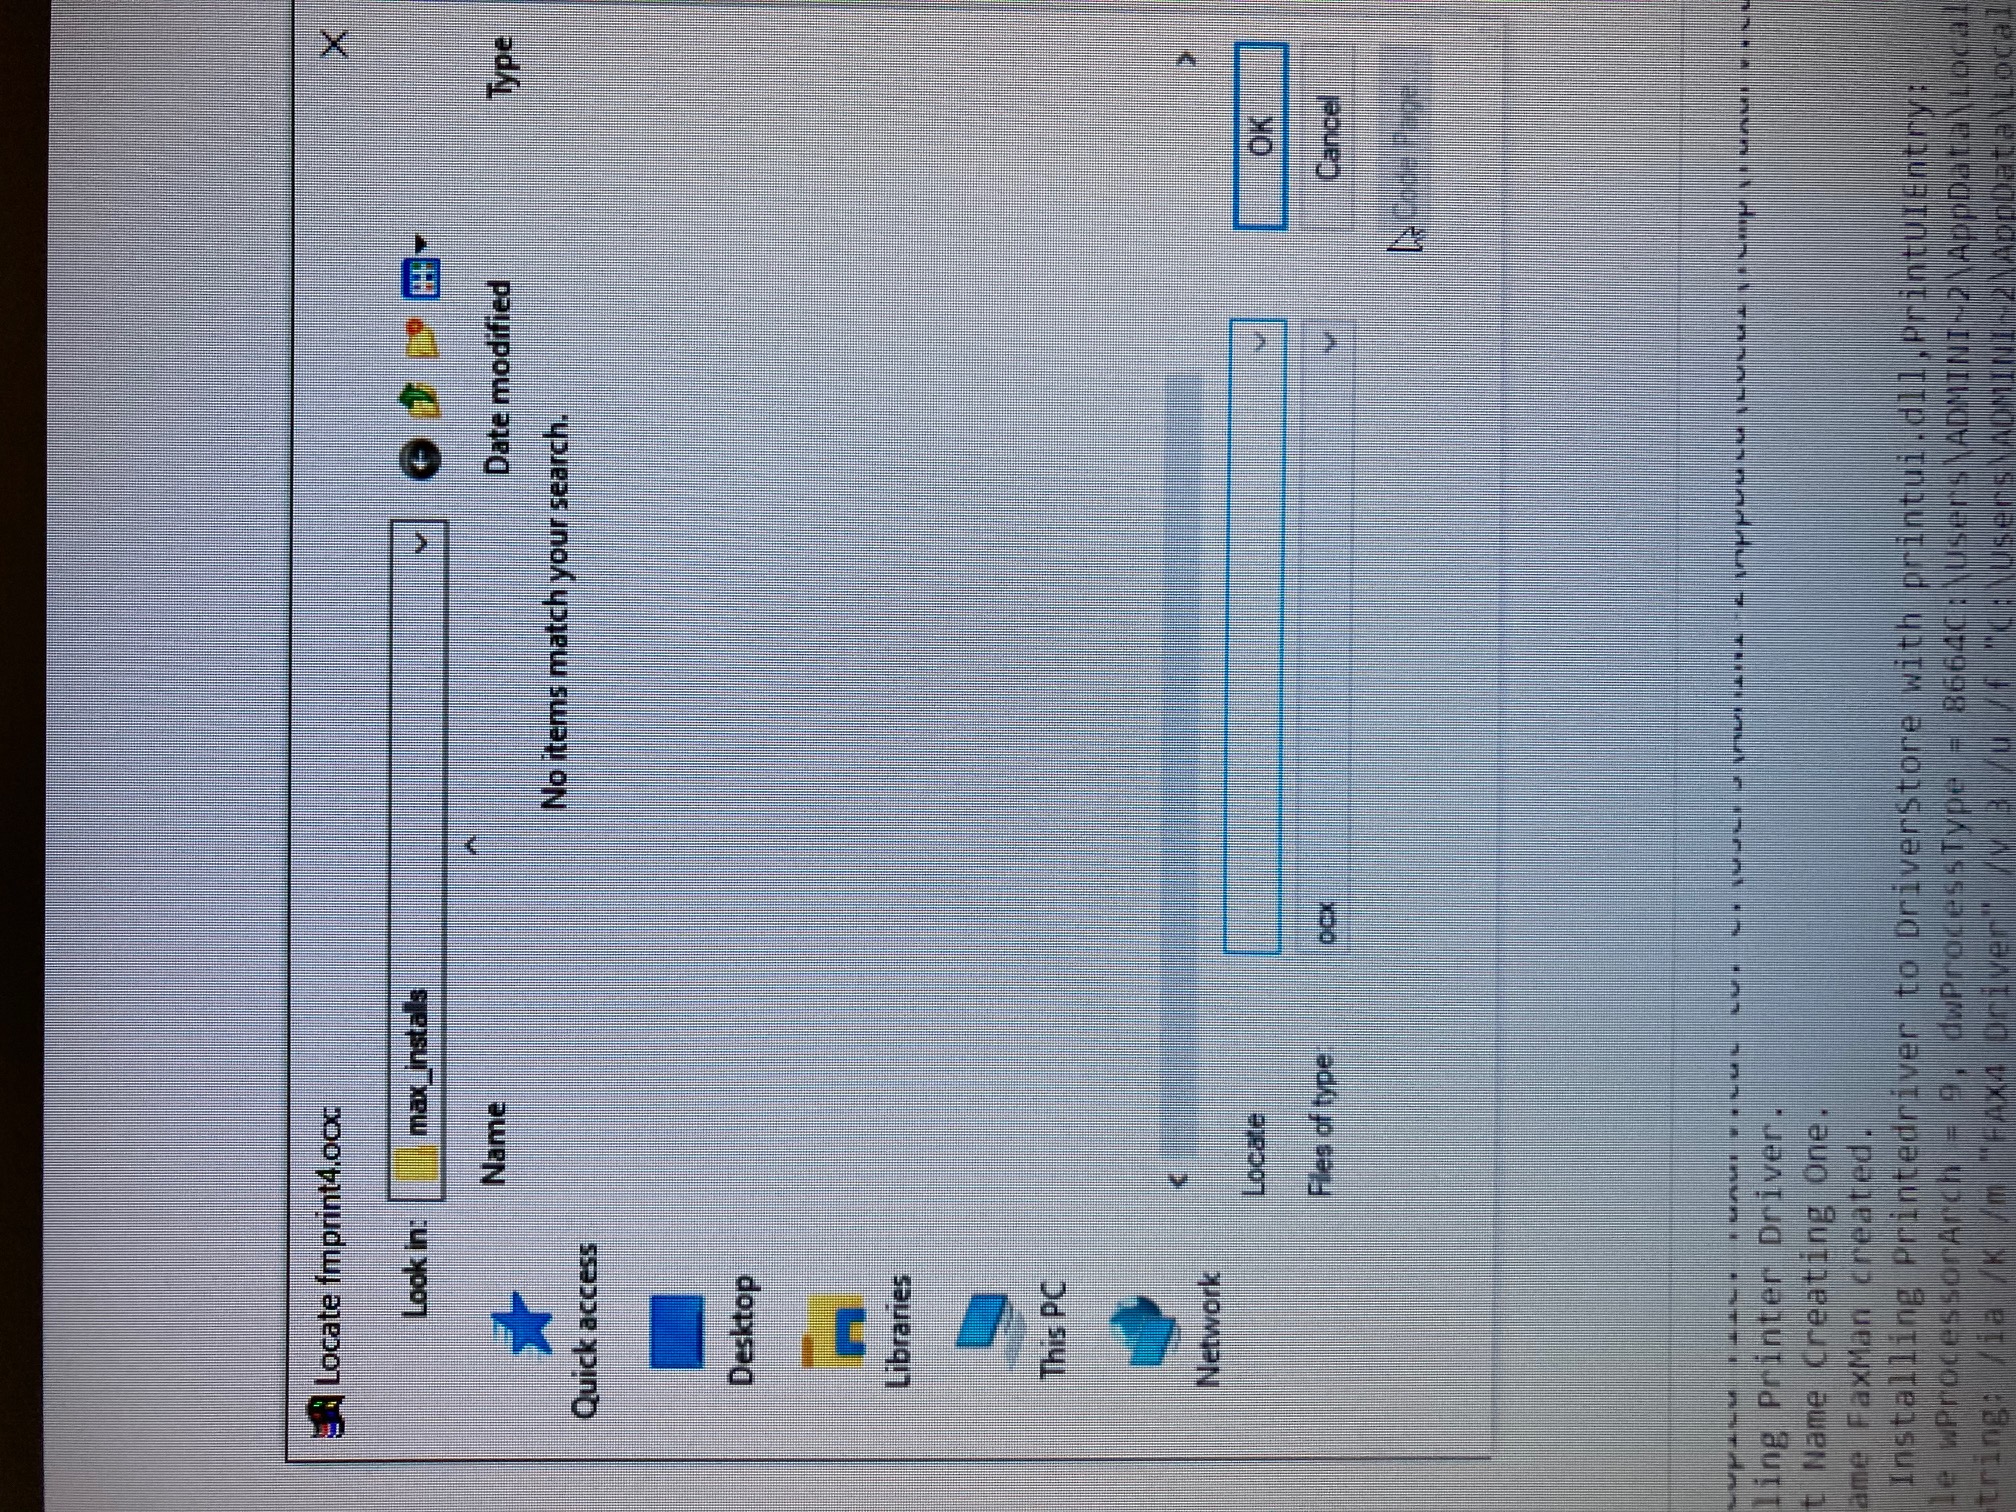 Locate fmprint4.ocx:
Look in: max_installs
Name Date modified Type
No items match your search.
Quick access
Desktop
Libraries
This PC
Network
Locate
OK
Files of type: ocx
Cancel
Code Page...
ling Printer Driver.
t Name Creating One.
ame FaxMan created.
Installing Printedriver to DriverStore with printui.dll,PrintUIEntry:
le wProcessorArch = 9, dwProcessType = 8664C:\Users\ADMINI~2\AppData\Local
tring: /ia /K /m "FAX4 Driver" /v 3 /u /f "C:\Users\ADMINI~2\AppData\Local